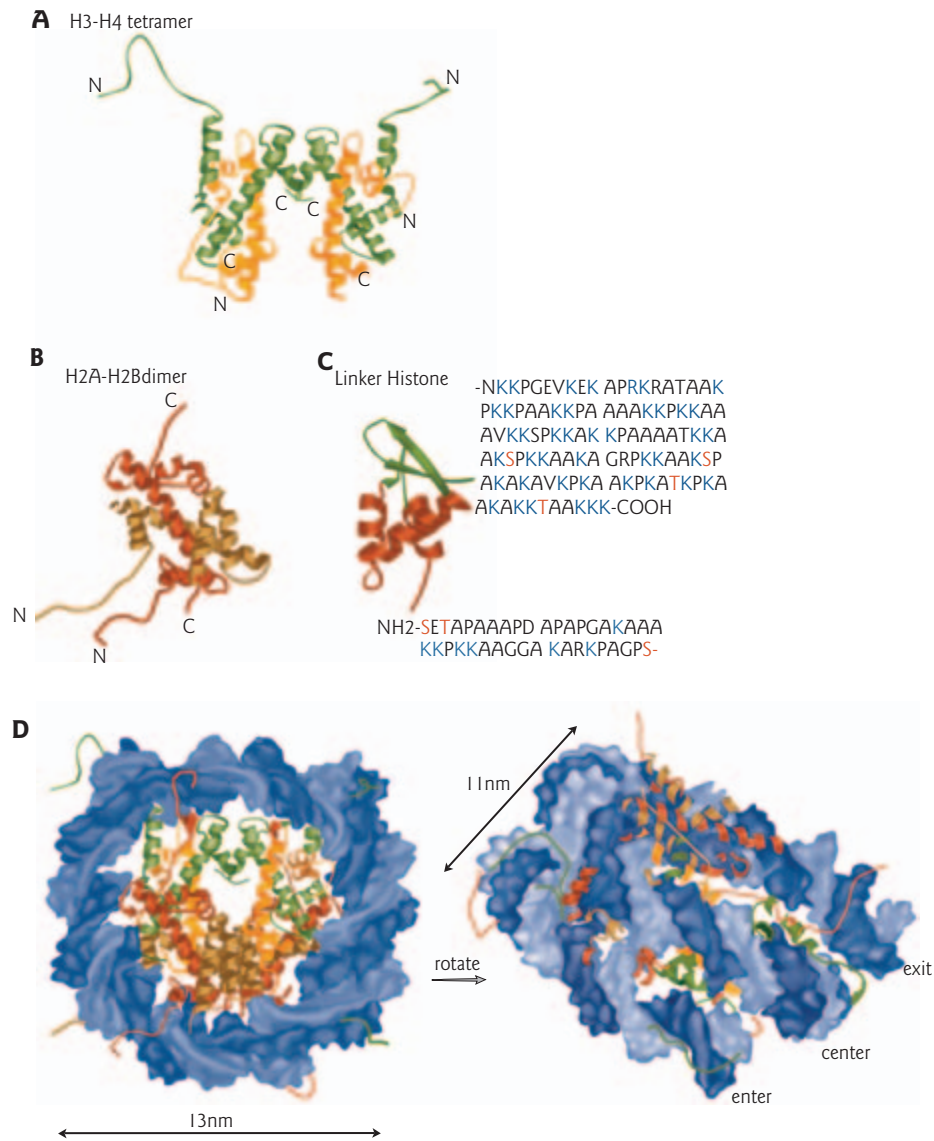 A H3-H4 tetramer
N
N
C C
N
C
C
N
B
H2A-H2Bdimer
C
N
C
N
C
Linker Histone
-NKKPGEVKEK APRKRATAAK
PKKPAAKKPA AAAKKPKKAA
AVKKSPKKAK KPAAAATKKA
AKSPKKAAKA GRPKKAAKSP
AKAKAVKPKA AKPKATKPKA
AKAKKTAAKKK-COOH
NH2-SETAPAAAPD APAPGAKAAA
KKPKKAAGGA KARKPAGPS-
D
11nm
rotate
exit
center
enter
13nm